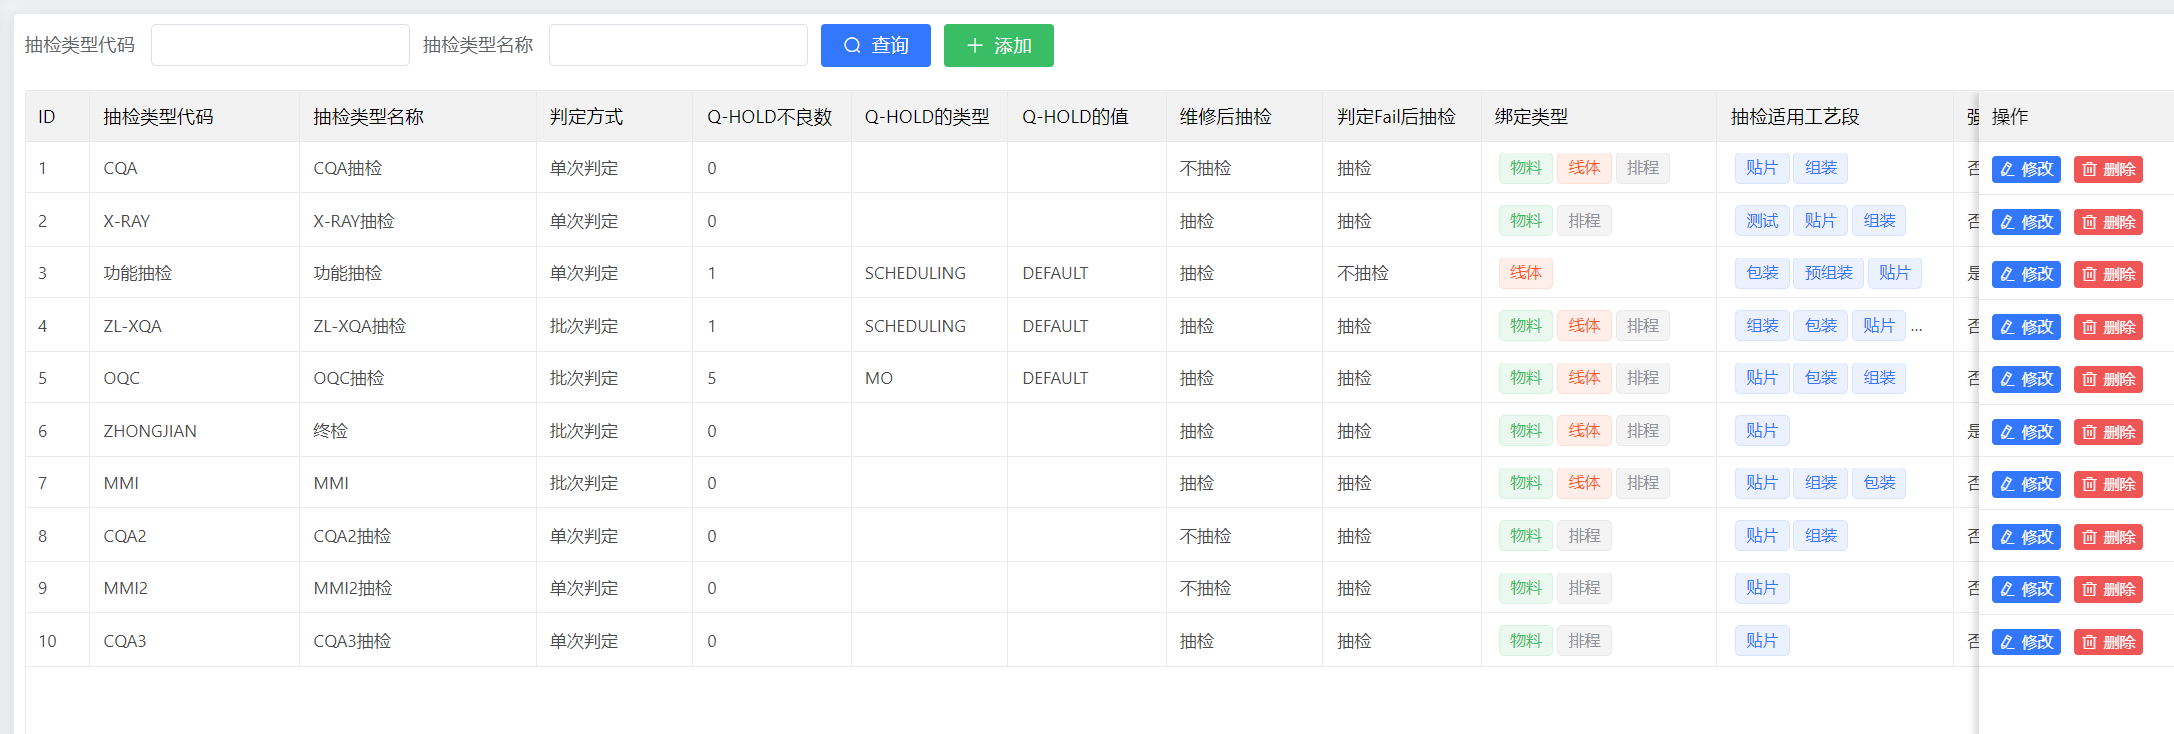 抽检类型代码 抽检类型名称 查询 添加
ID 抽检类型代码 抽检类型名称 判定方式 Q-HOLD不良数 Q-HOLD的类型 Q-HOLD的值 维修后抽检 判定Fail后抽检 绑定类型 抽检适用工艺段 操作
1 CQA CQA抽检 单次判定 0 不抽检 抽检 物料 线体 排程 贴片 组装 否 修改 删除
2 X-RAY X-RAY抽检 单次判定 0 抽检 抽检 物料 排程 测试 贴片 组装 否 修改 删除
3 功能抽检 功能抽检 单次判定 1 SCHEDULING DEFAULT 抽检 不抽检 线体 包装 预组装 贴片 是 修改 删除
4 ZL-XQA ZL-XQA抽检 批次判定 1 SCHEDULING DEFAULT 抽检 抽检 物料 线体 排程 组装 包装 贴片 ... 否 修改 删除
5 OQC OQC抽检 批次判定 5 MO DEFAULT 抽检 抽检 物料 线体 排程 贴片 包装 组装 否 修改 删除
6 ZHONGJIAN 终检 批次判定 0 抽检 抽检 物料 线体 排程 贴片 是 修改 删除
7 MMI MMI 批次判定 0 抽检 抽检 物料 线体 排程 贴片 组装 包装 否 修改 删除
8 CQA2 CQA2抽检 单次判定 0 不抽检 抽检 物料 排程 贴片 组装 否 修改 删除
9 MMI2 MMI2抽检 单次判定 0 不抽检 抽检 物料 排程 贴片 否 修改 删除
10 CQA3 CQA3抽检 单次判定 0 抽检 抽检 物料 排程 贴片 否 修改 删除